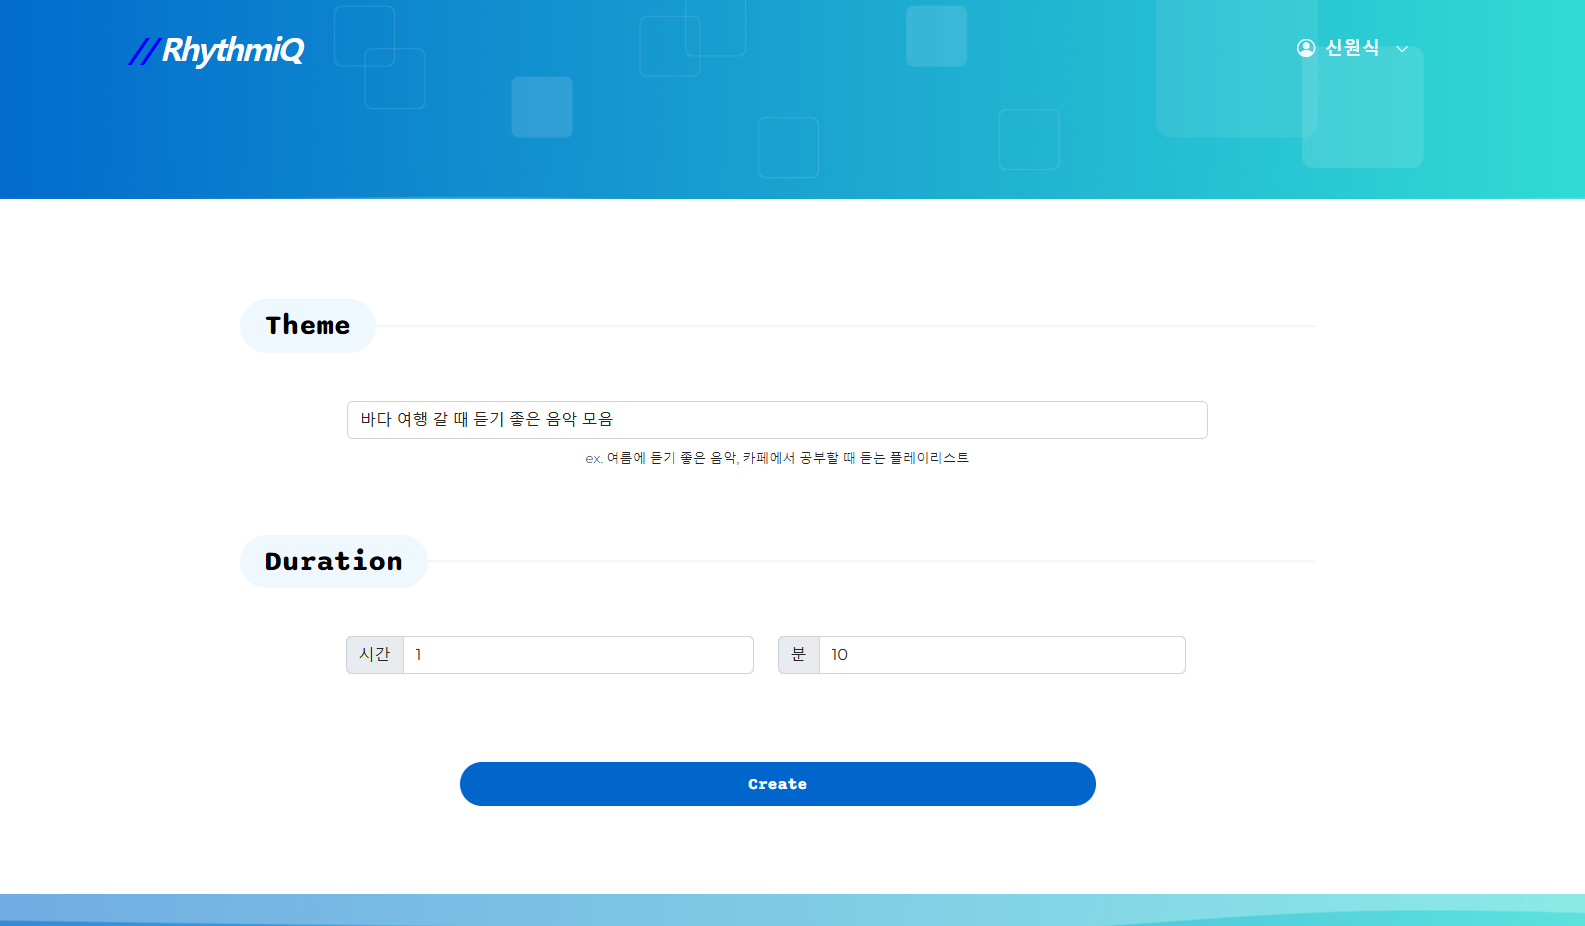 //RhythmiQ
신원식
Theme
바다 여행 갈 때 듣기 좋은 음악 모음
ex. 여름에 듣기 좋은 음악, 카페에서 공부할 때 듣는 플레이리스트
Duration
시간 1
분 10
Create